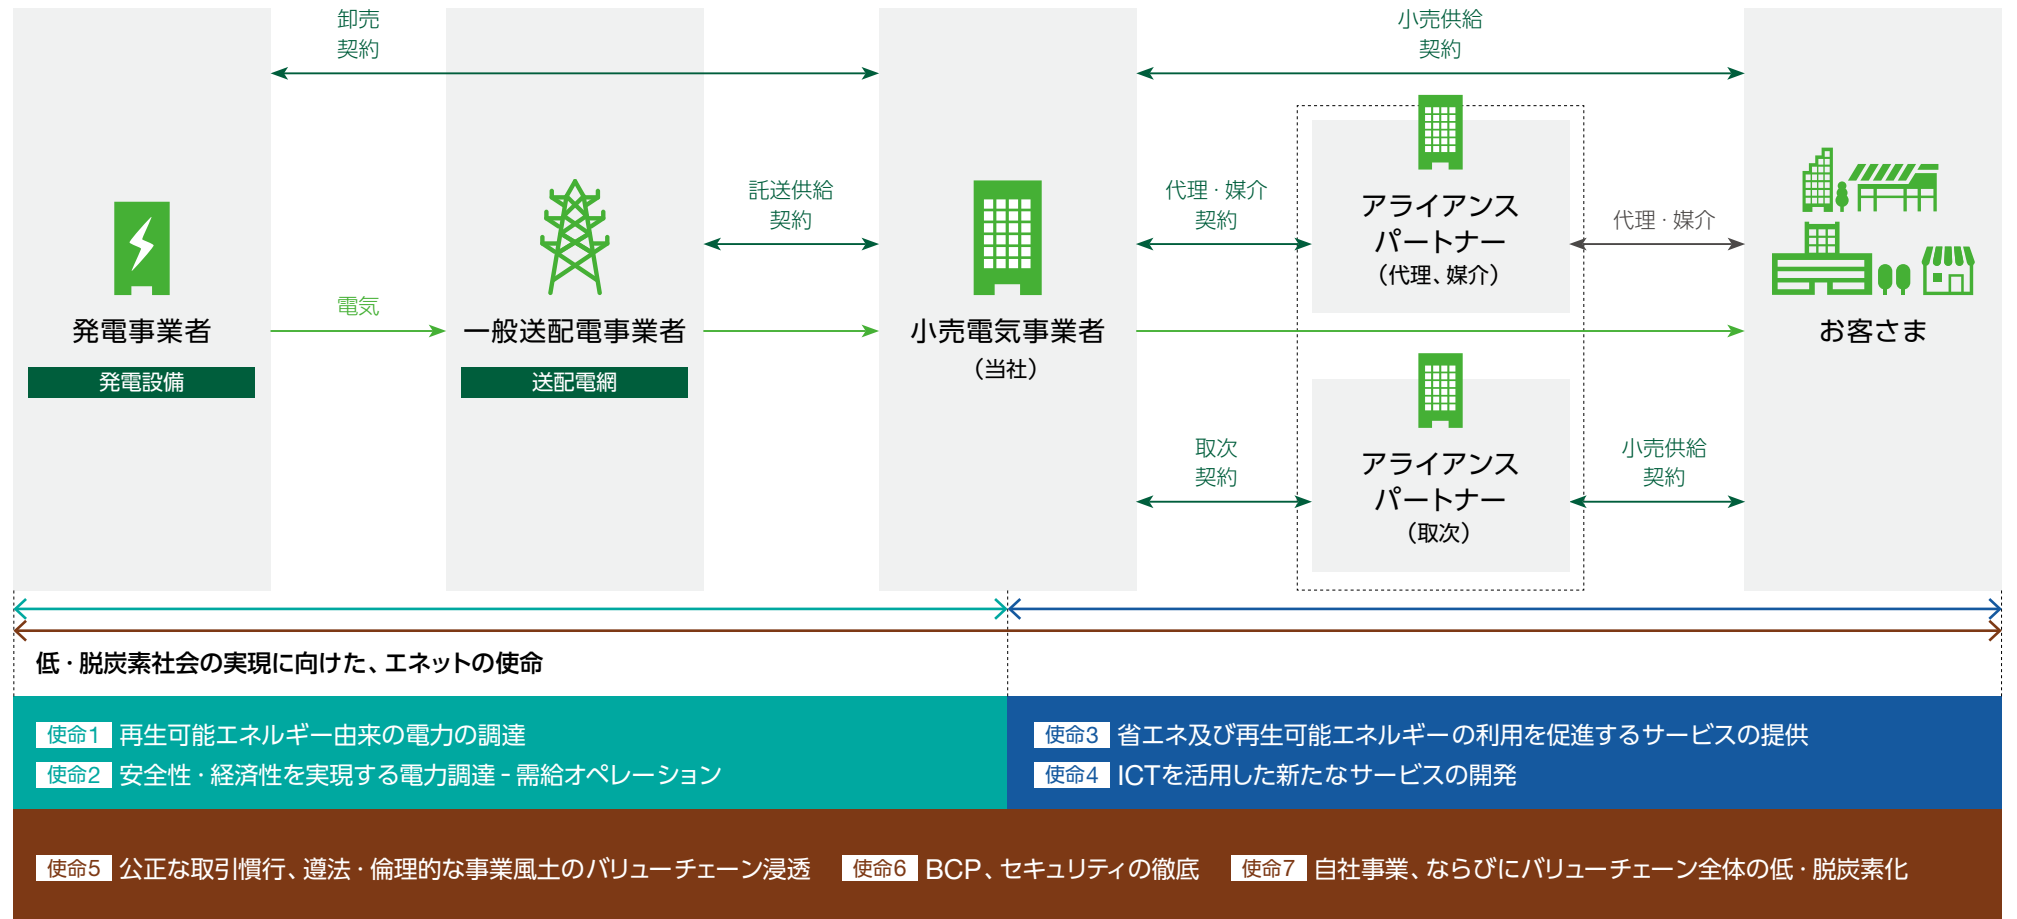 卸売
契約
小売供給
契約
発電事業者
発電設備
電気
一般送配電事業者
送配電網
託送供給
契約
小売電気事業者
（当社）
代理・媒介
契約
アライアンス
パートナー
（代理、媒介）
代理・媒介
取次
契約
アライアンス
パートナー
（取次）
小売供給
契約
お客さま
低・脱炭素社会の実現に向けた、エネットの使命
使命1 再生可能エネルギー由来の電力の調達
使命2 安全性・経済性を実現する電力調達 - 需給オペレーション
使命3 省エネ及び再生可能エネルギーの利用を促進するサービスの提供
使命4 ICTを活用した新たなサービスの開発
使命5 公正な取引慣行、遵法・倫理的な事業風土のバリューチェーン浸透 使命6 BCP、セキュリティの徹底 使命7 自社事業、ならびにバリューチェーン全体の低・脱炭素化